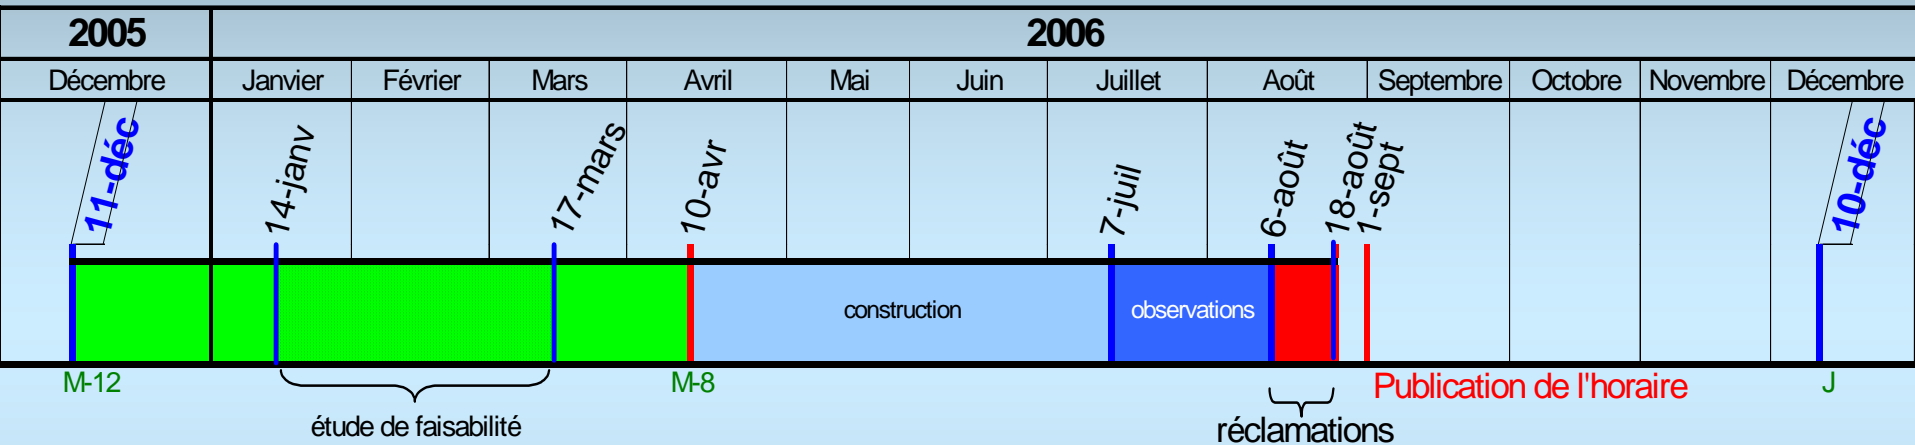 2005 2006
Décembre Janvier Février Mars Avril Mai Juin Juillet Août Septembre Octobre Novembre Décembre
11-déc 14-janv 17-mars 10-avr 7-juil 6-août 18-août 1-sept 10-déc
construction observations
M-12 M-8 Publication de l'horaire J
étude de faisabilité réclamations